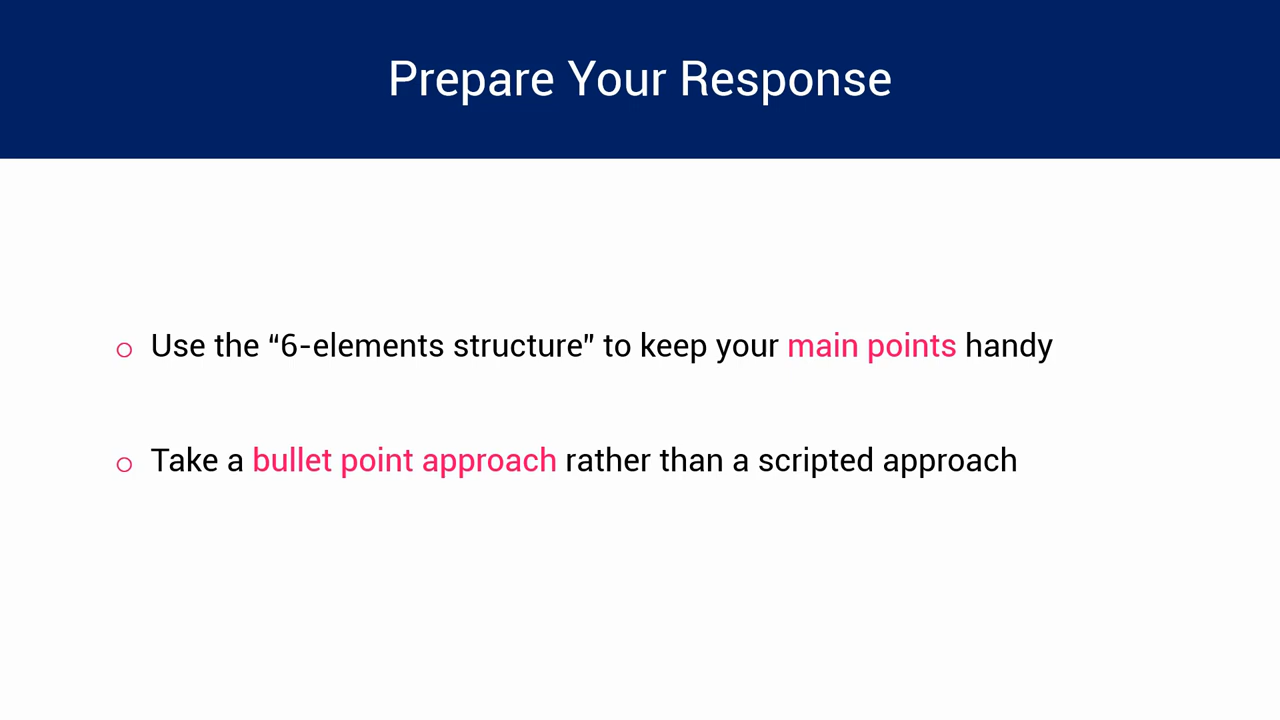 Prepare Your Response
Use the “6-elements structure” to keep your main points handy
Take a bullet point approach rather than a scripted approach